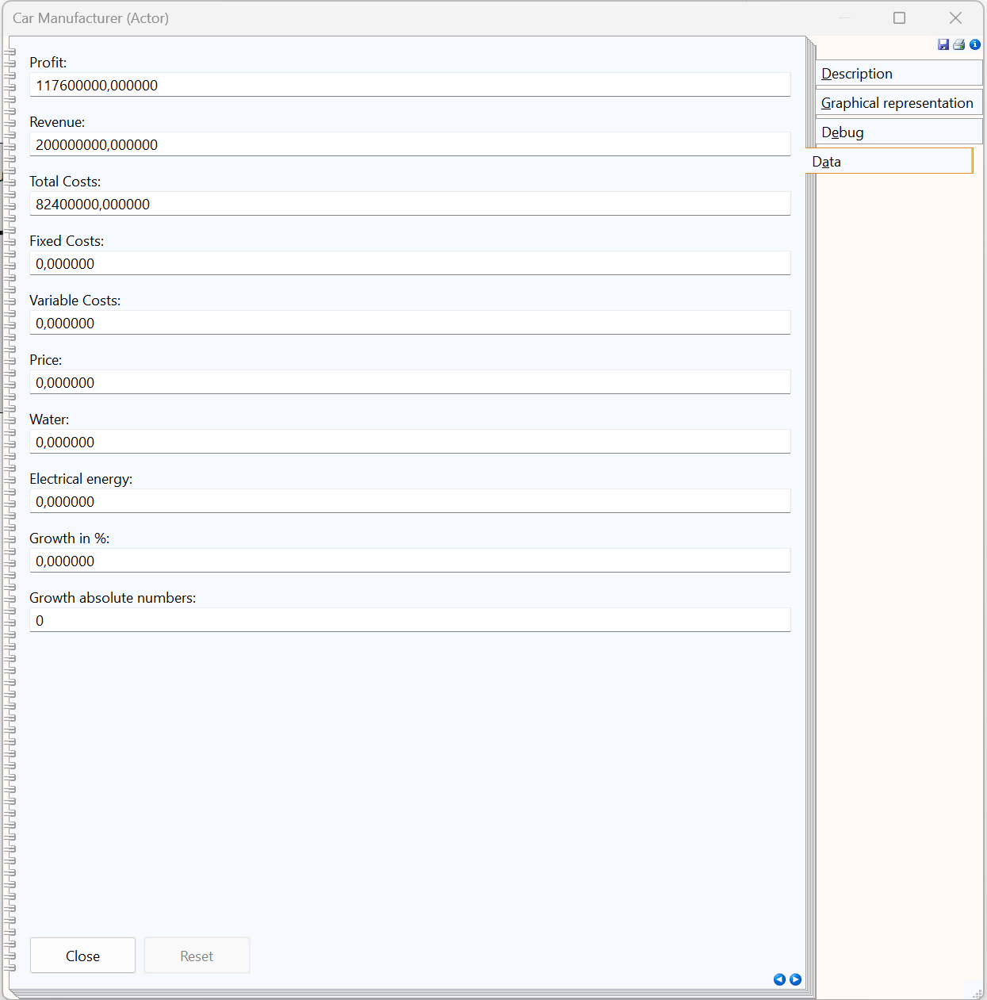 Car Manufacturer (Actor)
Profit:
117600000,000000
Revenue:
200000000,000000
Total Costs:
82400000,000000
Fixed Costs:
0,000000
Variable Costs:
0,000000
Price:
0,000000
Water:
0,000000
Electrical energy:
0,000000
Growth in %:
0,000000
Growth absolute numbers:
0
Close
Reset
Description
Graphical representation
Debug
Data